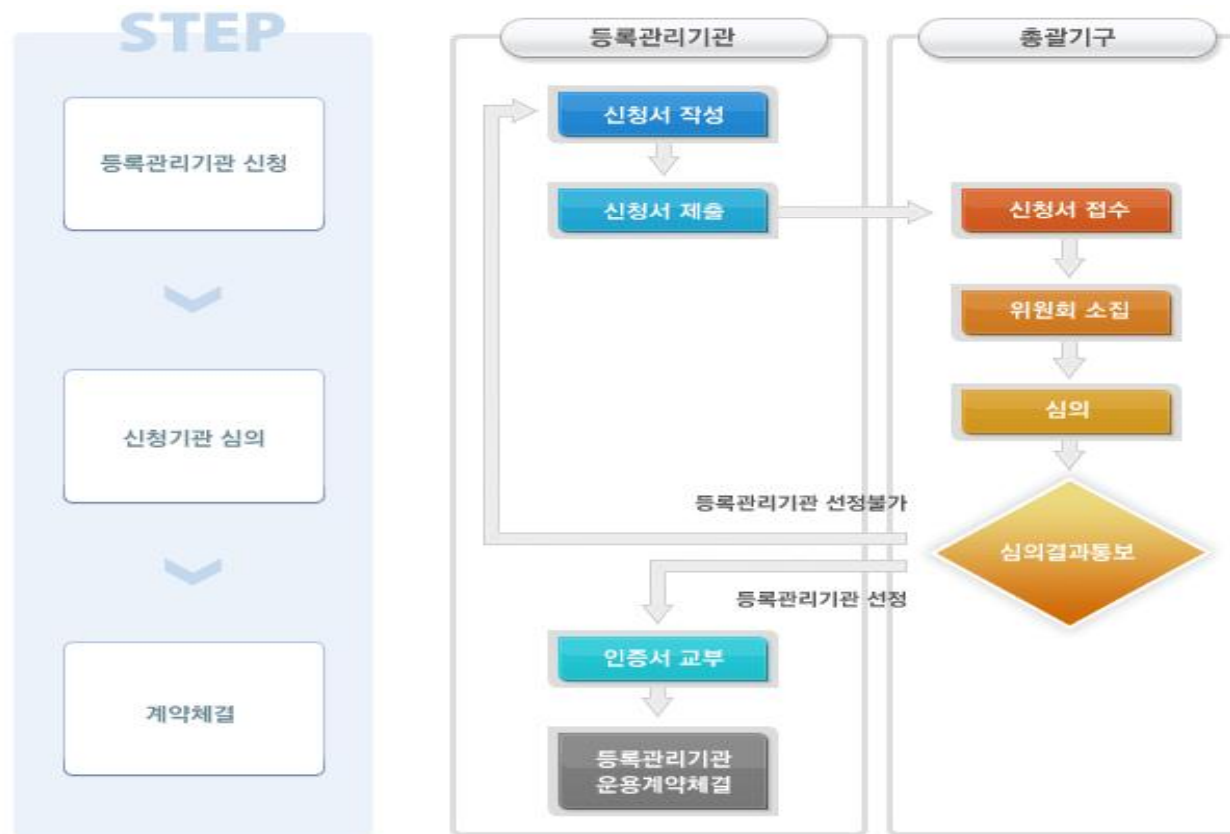 STEP
등록관리기관 신청
신청기관 심의
계약체결
등록관리기관
총괄기구
신청서 작성
신청서 제출
신청서 접수
위원회 소집
심의
등록관리기관 선정불가
심의결과통보
등록관리기관 선정
인증서 교부
등록관리기관
운용계약체결